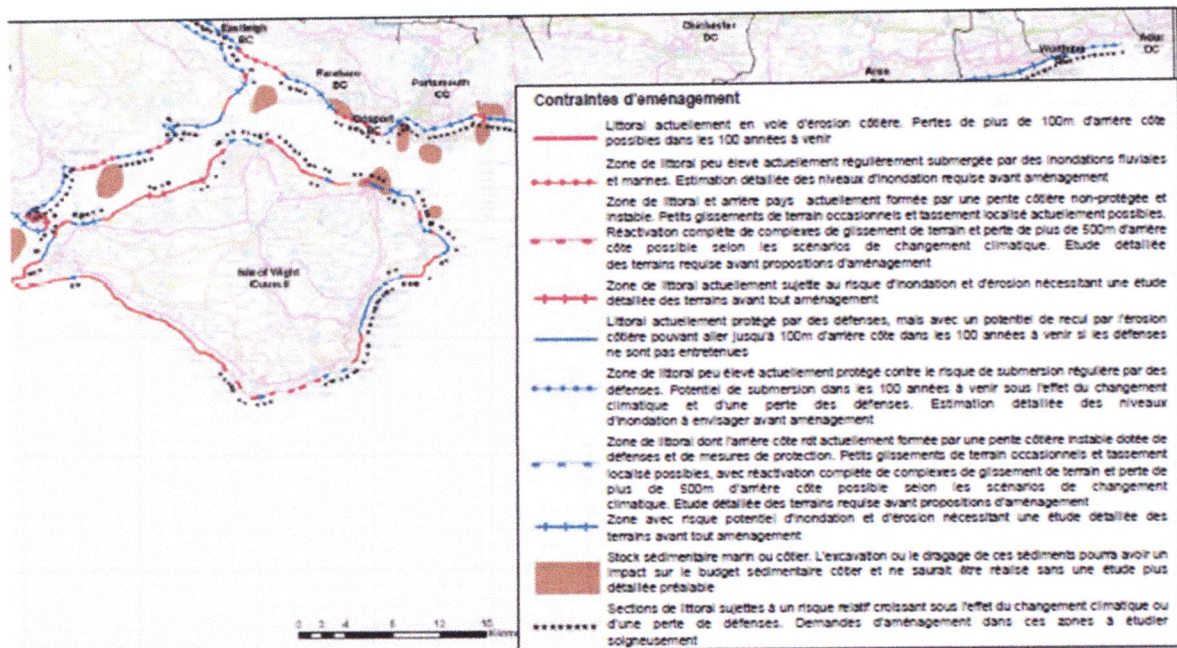 Eastleigh
BC
Fareham
BC
Portsmouth
CC
Gosport
BC
Chichester
DC
Arun
DC
Worthing
BC
Adur
DC
Isle of Wight
Council
0 2 4 8 12 16
Contraintes d'eménagement
Littoral actuellement en voie d'érosion côtière. Pertes de plus de 100m d'arrière côte
possibles dans les 100 années à venir
Zone de littoral peu élevé actuellement régulièrement submergée par des inondations fluviales
et marines. Estimation détaillée des niveaux d'inondation requise avant aménagement
Zone de littoral et arrière pays actuellement formée par une pente côtière non-protégée et
instable. Petits glissements de terrain occasionnels et tassement localisé actuellement possibles.
Réactivation complète de complexes de glissement de terrain et perte de plus de 500m d'arrière
côte possible selon les scénarios de changement climatique. Etude détaillée
des terrains requise avant propositions d'aménagement
Zone de littoral actuellement sujette au risque d'inondation et d'érosion nécessitant une étude
détaillée des terrains avant tout aménagement
Littoral actuellement protégé par des défenses, mais avec un potentiel de recul par l'érosion
côtière pouvant aller jusqu'à 100m d'arrière côte dans les 100 années à venir si les défenses
ne sont pas entretenues
Zone de littoral peu élevé actuellement protégé contre le risque de submersion régulière par des
défenses. Potentiel de submersion dans les 100 années à venir sous l'effet du changement
climatique et d'une perte des défenses. Estimation détaillée des niveaux
d'inondation à envisager avant aménagement
Zone de littoral dont l'arrière côte rdt actuellement formée par une pente côtière instable dotée de
défenses et de mesures de protection. Petits glissements de terrain occasionnels et tassement
localisé possibles, avec réactivation complète de complexes de glissement de terrain et perte de
plus de 500m d'arrière côte possible selon les scénarios de changement
climatique. Etude détaillée des terrains requise avant propositions d'aménagement
Zone avec risque potentiel d'inondation et d'érosion nécessitant une étude détaillée des
terrains avant tout aménagement
Stock sédimentaire marin ou côtier. L'excavation ou le dragage de ces sédiments pourra avoir un
impact sur le budget sédimentaire côtier et ne saurait être réalisé sans une étude plus
détaillée préalable
Sections de littoral sujettes à un risque relatif croissant sous l'effet du changement climatique ou
d'une perte de défenses. Demandes d'aménagement dans ces zones à étudier
soigneusement